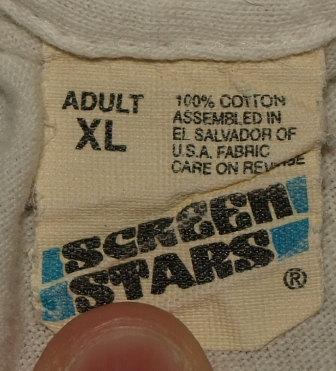 ADULT
XL
100% COTTON
ASSEMBLED IN
EL SALVADOR OF
U.S.A. FABRIC
CARE ON REVERSE
SCREEN
STARS
®